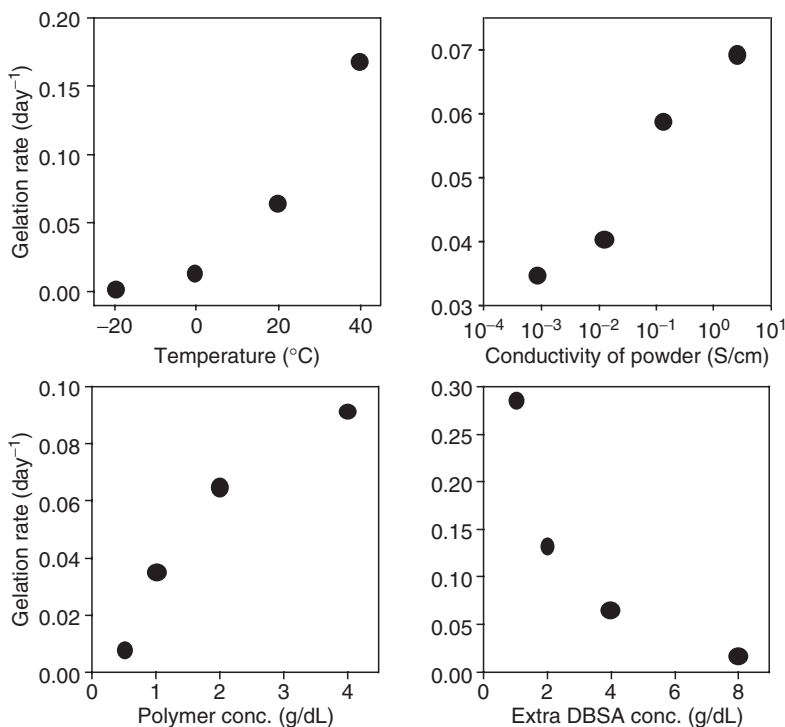 0.20
0.15
0.10
0.05
0.00
Gelation rate (day⁻¹)
−20 0 20 40
Temperature (°C)
0.07
0.06
0.05
0.04
0.03
10⁻⁴ 10⁻³ 10⁻² 10⁻¹ 10⁰ 10¹
Conductivity of powder (S/cm)
0.10
0.08
0.06
0.04
0.02
0.00
Gelation rate (day⁻¹)
0 1 2 3 4
Polymer conc. (g/dL)
0.30
0.25
0.20
0.15
0.10
0.05
0.00
0 2 4 6 8
Extra DBSA conc. (g/dL)